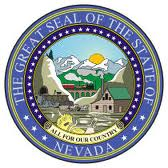 THE GREAT SEAL OF THE STATE OF
NEVADA
ALL FOR OUR COUNTRY